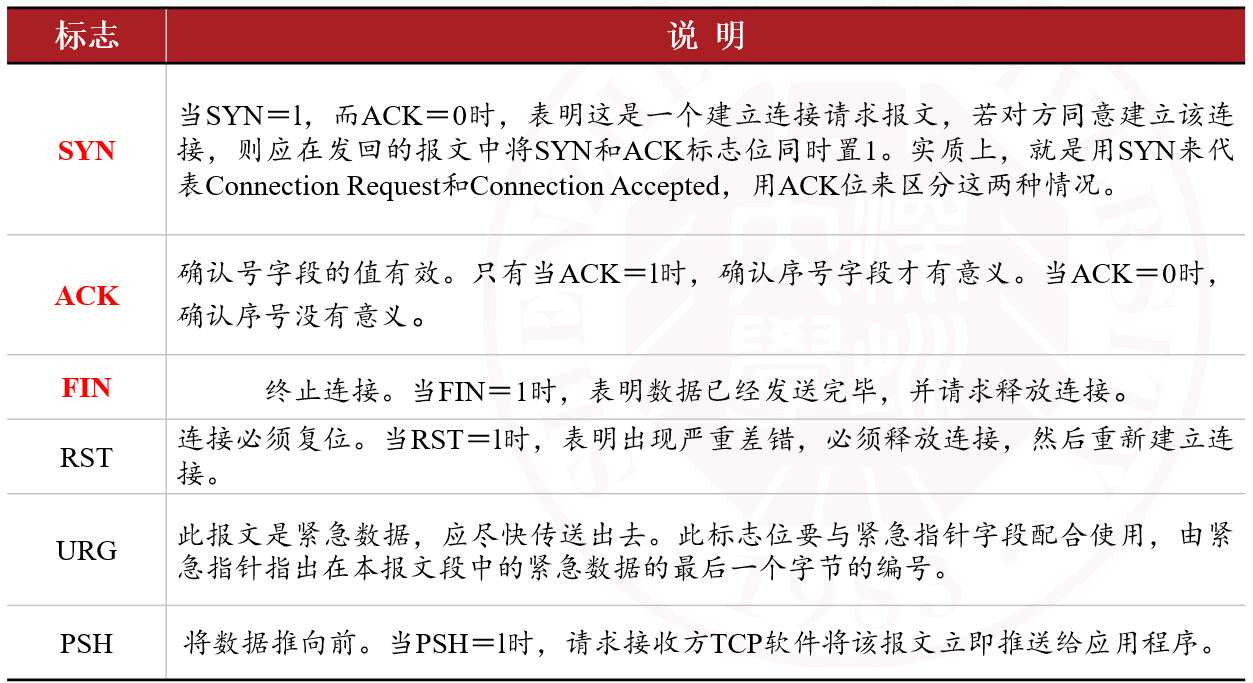 标志 说 明
SYN
当SYN＝l，而ACK＝0时，表明这是一个建立连接请求报文，若对方同意建立该连
接，则应在发回的报文中将SYN和ACK标志位同时置1。实质上，就是用SYN来代
表Connection Request和Connection Accepted，用ACK位来区分这两种情况。
ACK
确认号字段的值有效。只有当ACK＝l时，确认序号字段才有意义。当ACK＝0时，
确认序号没有意义。
FIN
终止连接。当FIN＝1时，表明数据已经发送完毕，并请求释放连接。
RST
连接必须复位。当RST＝l时，表明出现严重差错，必须释放连接，然后重新建立连
接。
URG
此报文是紧急数据，应尽快传送出去。此标志位要与紧急指针字段配合使用，由紧
急指针指出在本报文段中的紧急数据的最后一个字节的编号。
PSH
将数据推向前。当PSH＝l时，请求接收方TCP软件将该报文立即推送给应用程序。
1983